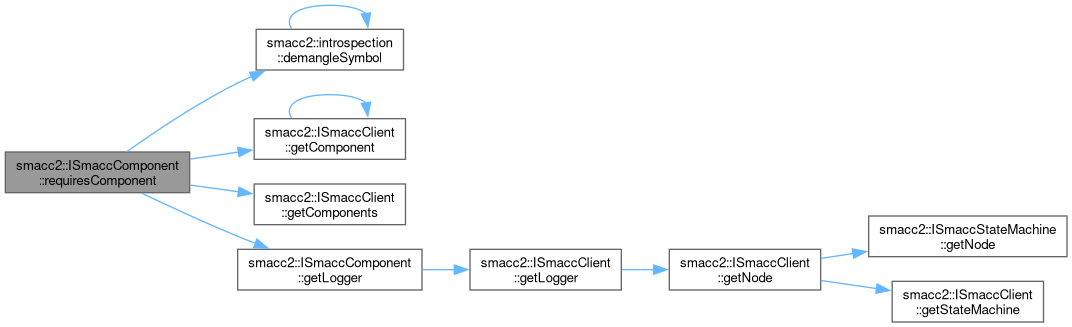 smacc2::introspection
::demangleSymbol
smacc2::ISmaccClient
::getComponent
smacc2::ISmaccComponent
::requiresComponent
smacc2::ISmaccClient
::getComponents
smacc2::ISmaccComponent
::getLogger
smacc2::ISmaccClient
::getLogger
smacc2::ISmaccClient
::getNode
smacc2::ISmaccStateMachine
::getNode
smacc2::ISmaccClient
::getStateMachine